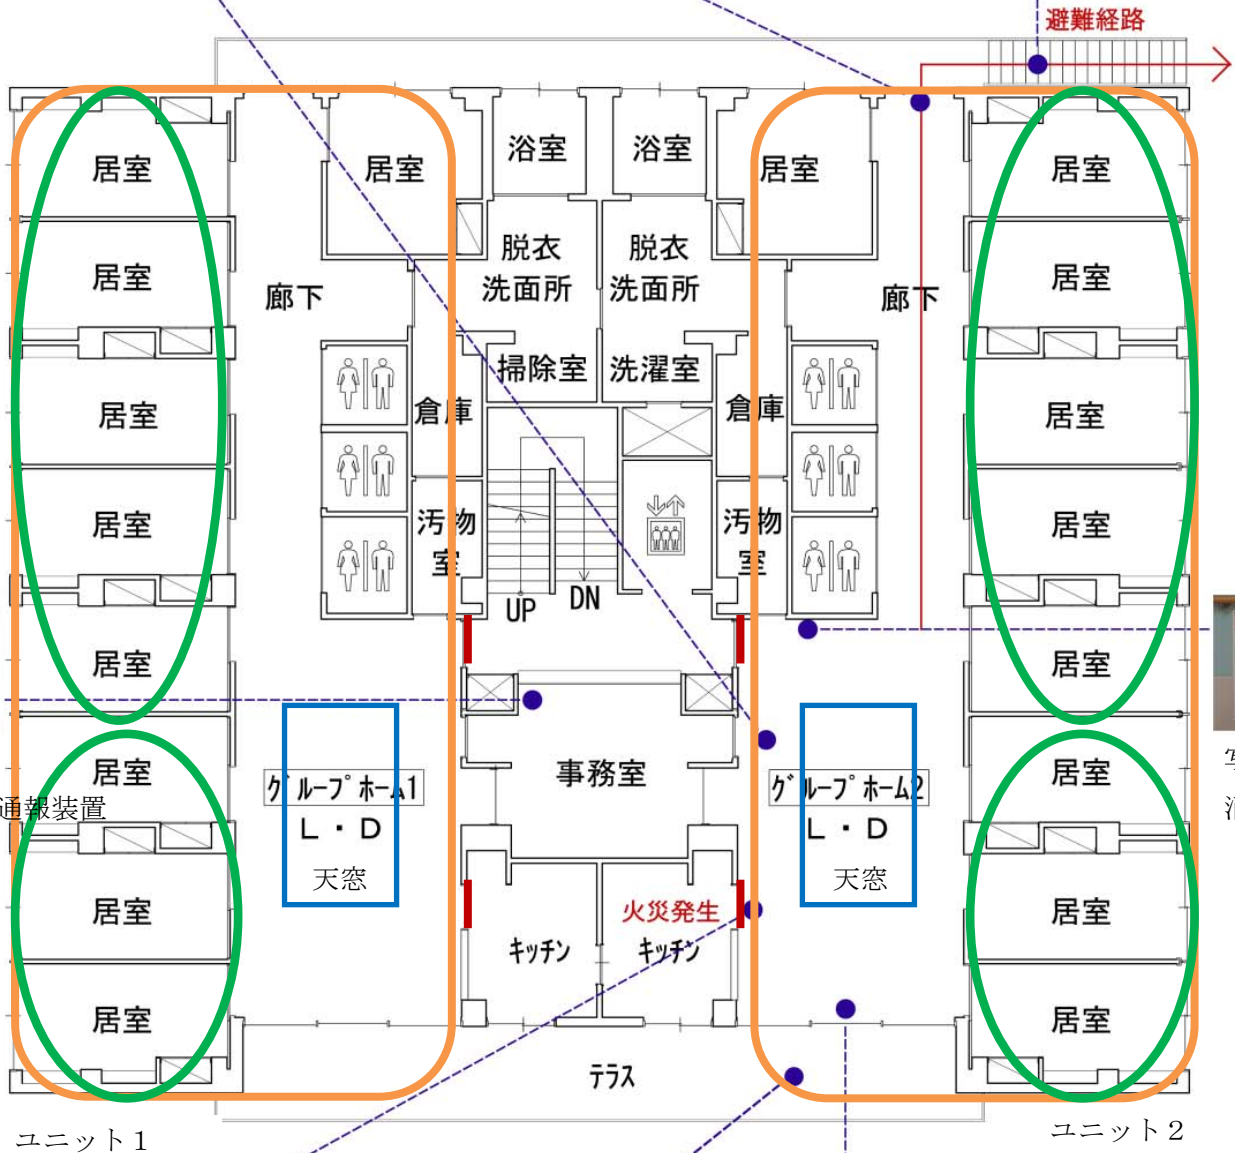 避難経路
居室
居室
浴室
浴室
居室
居室
居室
脱衣
洗面所
脱衣
洗面所
居室
廊下
廊下
居室
掃除室
洗濯室
居室
倉庫
倉庫
居室
居室
汚物
室
汚物
室
居室
UP
DN
居室
居室
居室
事務室
居室
グループホーム1
L・D
天窓
グループホーム2
L・D
天窓
通報装置
居室
火災発生
居室
キッチン
キッチン
居室
居室
テラス
ユニット1
ユニット2